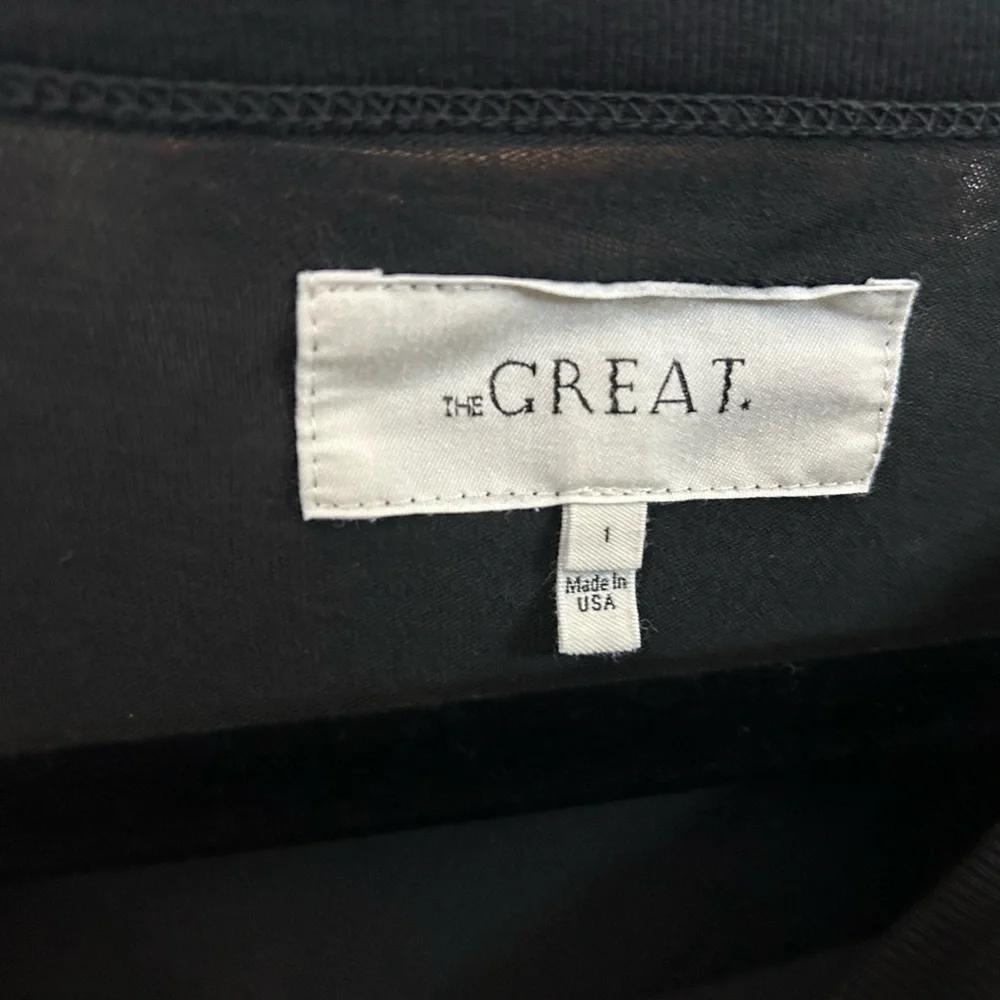 THE GREAT.
1
Made in
USA